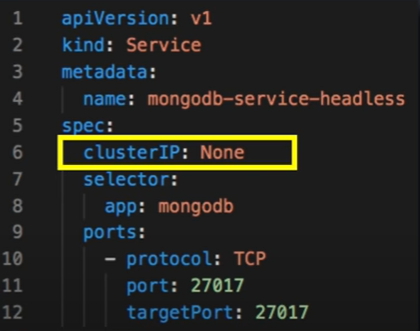 1 apiVersion: v1
2 kind: Service
3 metadata:
4   name: mongodb-service-headless
5 spec:
6   clusterIP: None
7   selector:
8     app: mongodb
9   ports:
10     - protocol: TCP
11       port: 27017
12       targetPort: 27017